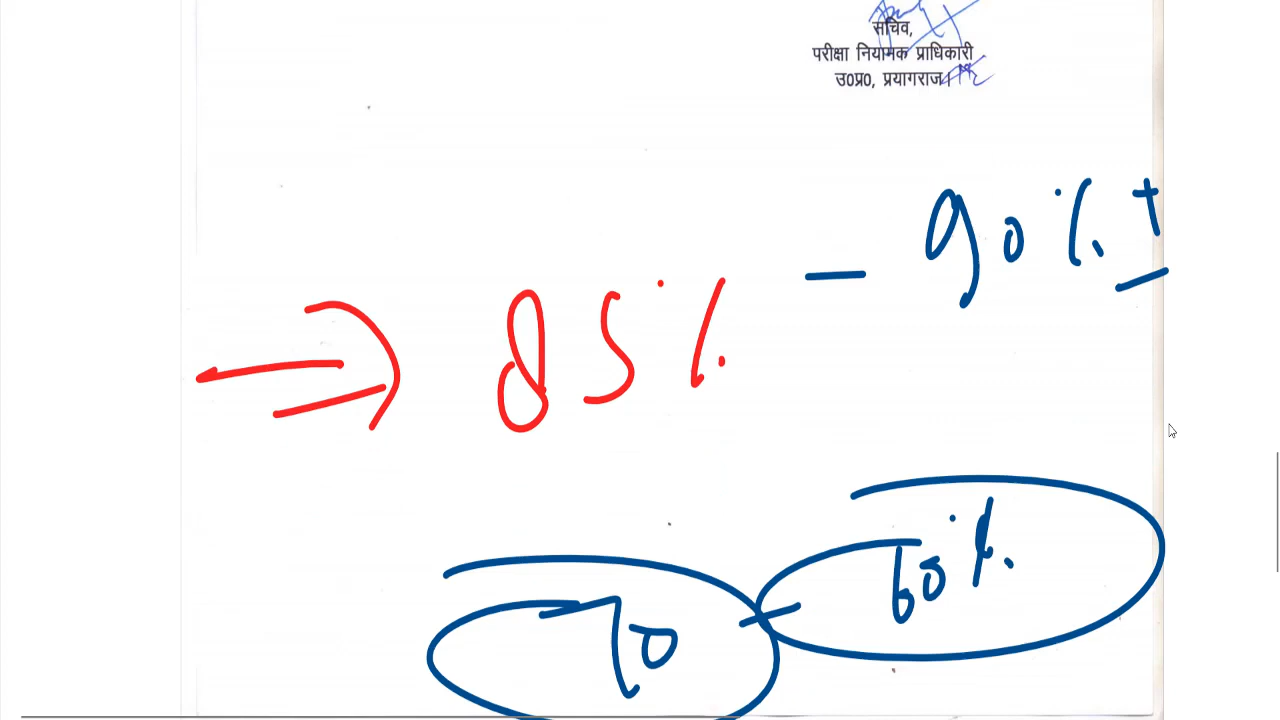 सचिव,
परीक्षा नियामक प्राधिकारी
उ0प्र0, प्रयागराज।
- 90% +
⇒ 85%
60%
70 -